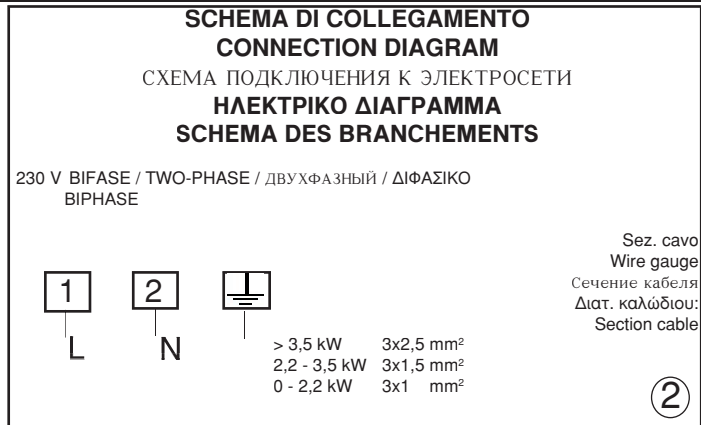 SCHEMA DI COLLEGAMENTO
CONNECTION DIAGRAM
СХЕМА ПОДКЛЮЧЕНИЯ К ЭЛЕКТРОСЕТИ
ΗΛΕΚΤΡΙΚΟ ΔΙΑΓΡΑΜΜΑ
SCHEMA DES BRANCHEMENTS
230 V BIFASE / TWO-PHASE / ДВУХФАЗНЫЙ / ΔΙΦΑΣΙΚΟ
BIPHASE
Sez. cavo
Wire gauge
Сечение кабеля
Διατ. καλώδιου:
Section cable
1 2
L N
> 3,5 kW 3x2,5 mm²
2,2 - 3,5 kW 3x1,5 mm²
0 - 2,2 kW 3x1 mm²
2